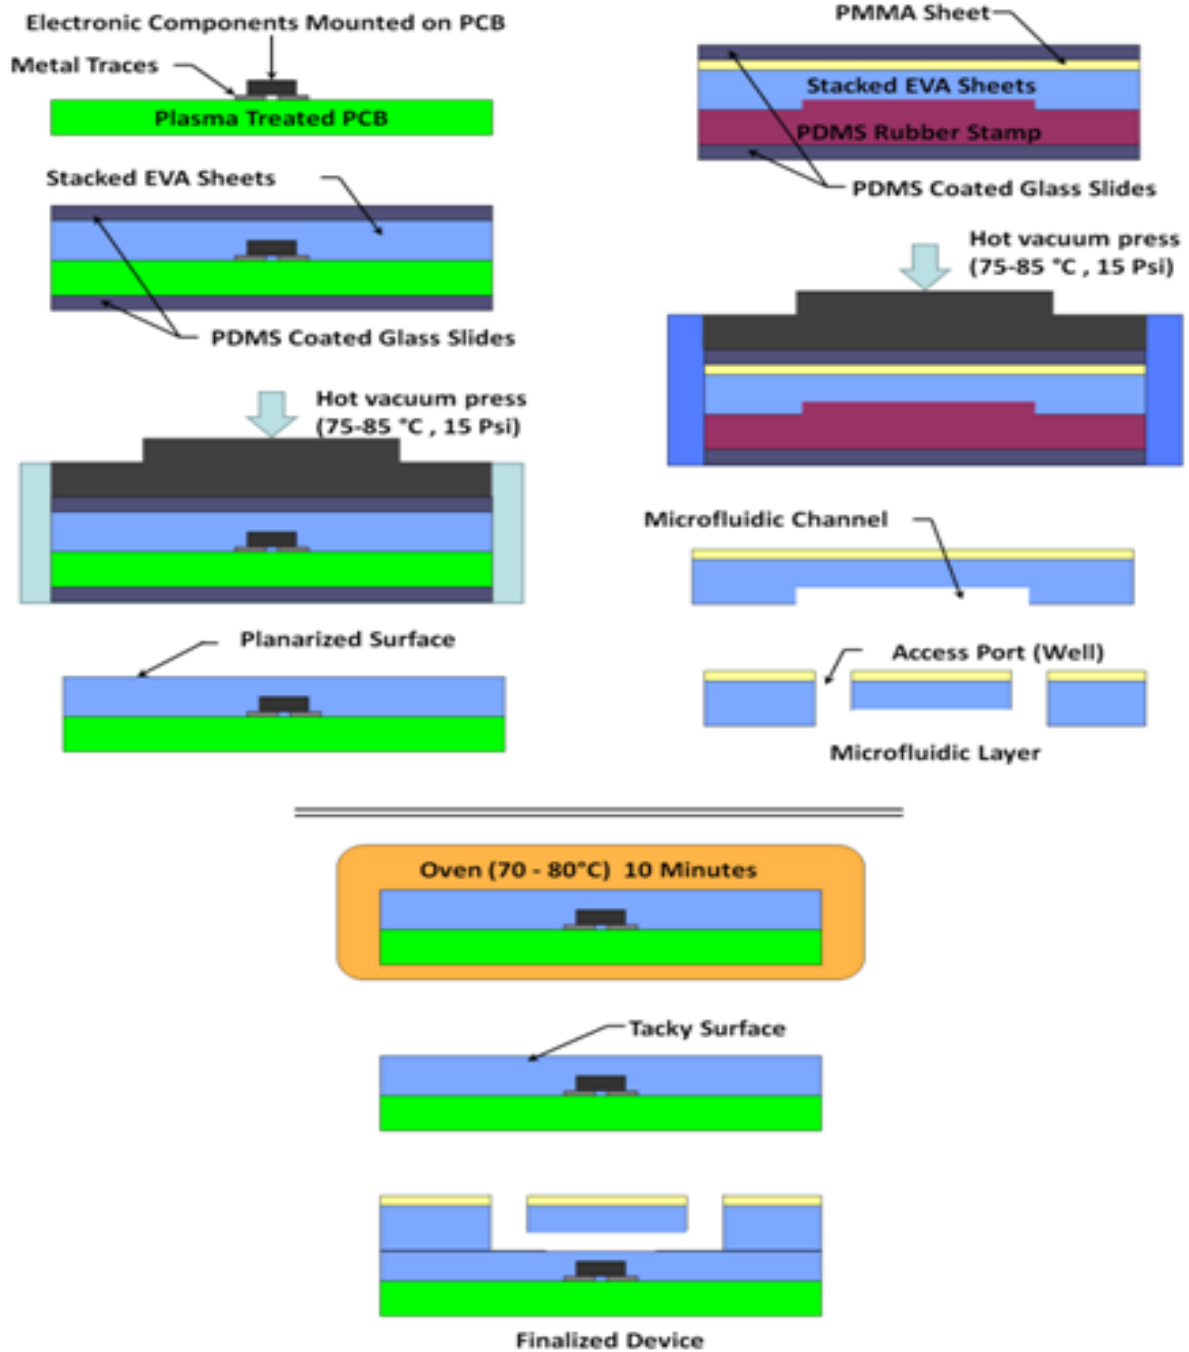 Electronic Components Mounted on PCB
Metal Traces
Plasma Treated PCB
Stacked EVA Sheets
PDMS Coated Glass Slides
Hot vacuum press
(75-85 °C , 15 Psi)
Planarized Surface
PMMA Sheet
Stacked EVA Sheets
PDMS Rubber Stamp
PDMS Coated Glass Slides
Hot vacuum press
(75-85 °C , 15 Psi)
Microfluidic Channel
Access Port (Well)
Microfluidic Layer
Oven (70 - 80°C) 10 Minutes
Tacky Surface
Finalized Device